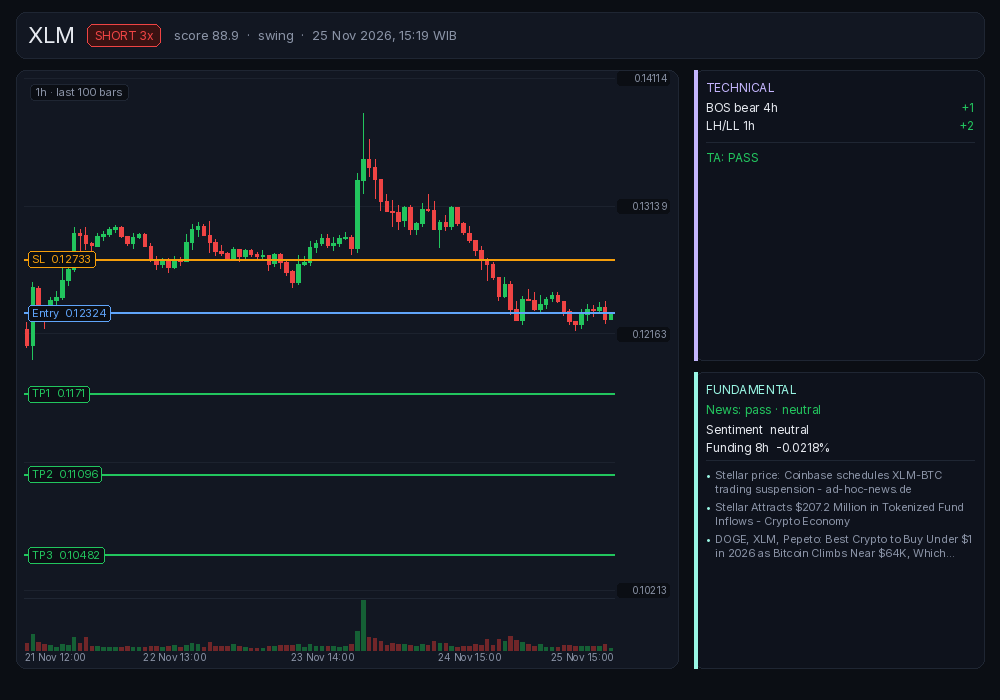 XLM SHORT 3x score 88.9 · swing · 25 Nov 2026, 15:19 WIB
1h · last 100 bars
0.14114
0.13139
SL 0.12733
Entry 0.12324
0.12163
TP1 0.1171
TP2 0.11096
TP3 0.10482
0.10213
21 Nov 12:00 22 Nov 13:00 23 Nov 14:00 24 Nov 15:00 25 Nov 15:00
TECHNICAL
BOS bear 4h +1
LH/LL 1h +2
TA: PASS
FUNDAMENTAL
News: pass · neutral
Sentiment neutral
Funding 8h -0.0218%
• Stellar price: Coinbase schedules XLM-BTC
trading suspension - ad-hoc-news.de
• Stellar Attracts $207.2 Million in Tokenized Fund
Inflows - Crypto Economy
• DOGE, XLM, Pepeto: Best Crypto to Buy Under $1
in 2026 as Bitcoin Climbs Near $64K, Which...